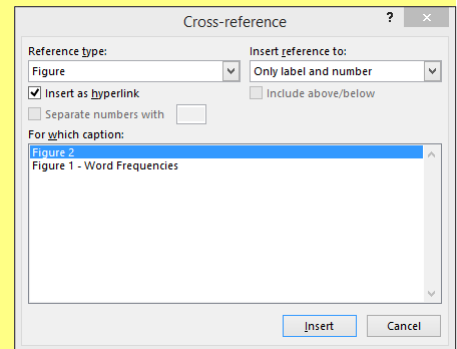 Cross-reference ?
Reference type: Insert reference to:
Figure Only label and number
Insert as hyperlink Include above/below
Separate numbers with
For which caption:
Figure 2
Figure 1 - Word Frequencies
Insert Cancel